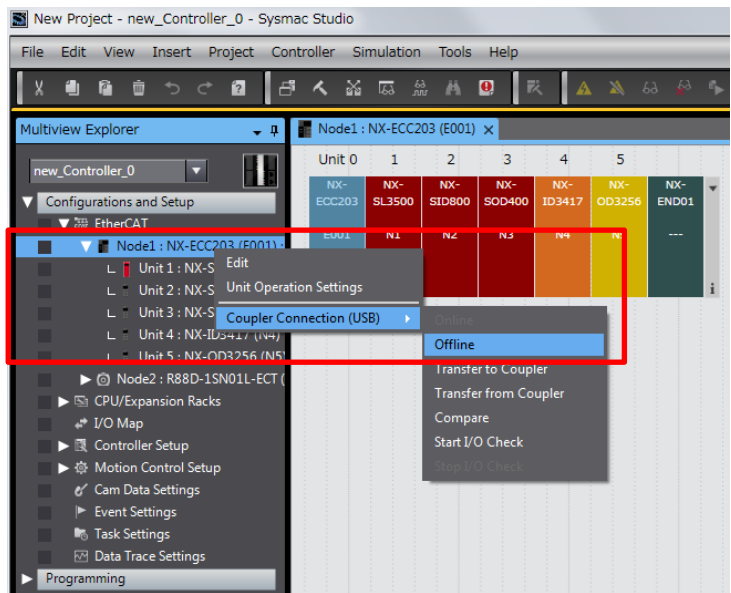 New Project - new_Controller_0 - Sysmac Studio
File Edit View Insert Project Controller Simulation Tools Help
Multiview Explorer
new_Controller_0
Configurations and Setup
EtherCAT
Node1 : NX-ECC203 (E001) :
Unit 1 : NX-S
Unit 2 : NX-S
Unit 3 : NX-S
Unit 4 : NX-ID3417 (N4)
Unit 5 : NX-OD3256 (N5)
Node2 : R88D-1SN01L-ECT (
CPU/Expansion Racks
I/O Map
Controller Setup
Motion Control Setup
Cam Data Settings
Event Settings
Task Settings
Data Trace Settings
Programming
Node1 : NX-ECC203 (E001)
Unit 0 1 2 3 4 5
NX- NX- NX- NX- NX- NX- NX-
ECC203 SL3500 SID800 SOD400 ID3417 OD3256 END01
E001 N1 N2 N3 N4 N5 ---
Edit
Unit Operation Settings
Coupler Connection (USB)
Online
Offline
Transfer to Coupler
Transfer from Coupler
Compare
Start I/O Check
Stop I/O Check